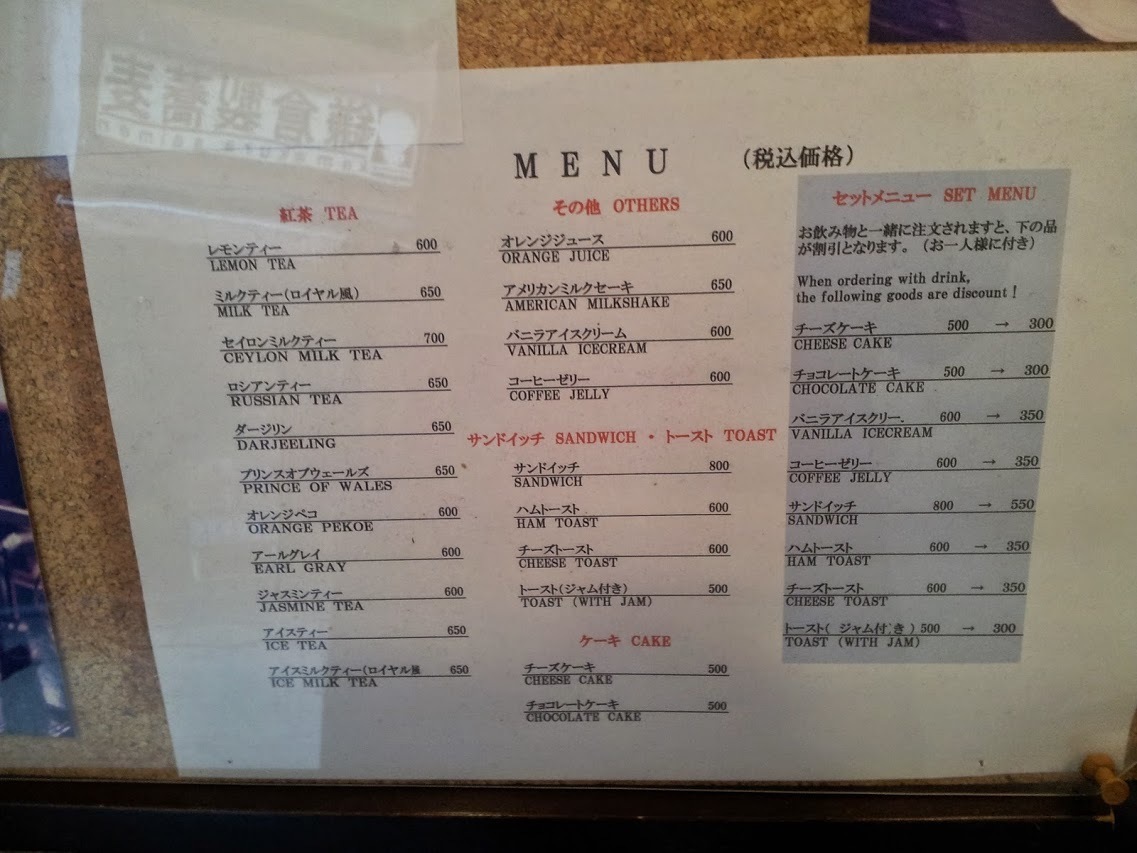 MENU (税込価格)
紅茶 TEA
レモンティー 600
LEMON TEA
ミルクティー(ロイヤル風) 650
MILK TEA
セイロンミルクティー 700
CEYLON MILK TEA
ロシアンティー 650
RUSSIAN TEA
ダージリン 650
DARJEELING
プリンスオブウェールズ 650
PRINCE OF WALES
オレンジペコ 600
ORANGE PEKOE
アールグレイ 600
EARL GRAY
ジャスミンティー 600
JASMINE TEA
アイスティー 650
ICE TEA
アイスミルクティー(ロイヤル風 650
ICE MILK TEA
その他 OTHERS
オレンジジュース 600
ORANGE JUICE
アメリカンミルクセーキ 650
AMERICAN MILKSHAKE
バニラアイスクリーム 600
VANILLA ICECREAM
コーヒーゼリー 600
COFFEE JELLY
サンドイッチ SANDWICH・トースト TOAST
サンドイッチ 800
SANDWICH
ハムトースト 600
HAM TOAST
チーズトースト 600
CHEESE TOAST
トースト(ジャム付き) 500
TOAST (WITH JAM)
ケーキ CAKE
チーズケーキ 500
CHEESE CAKE
チョコレートケーキ 500
CHOCOLATE CAKE
セットメニュー SET MENU
お飲み物と一緒に注文されますと、下の品
が割引となります。(お一人様に付き)
When ordering with drink,
the following goods are discount!
チーズケーキ 500 → 300
CHEESE CAKE
チョコレートケーキ 500 → 300
CHOCOLATE CAKE
バニラアイスクリー. 600 → 350
VANILLA ICECREAM
コーヒーゼリー 600 → 350
COFFEE JELLY
サンドイッチ 800 → 550
SANDWICH
ハムトースト 600 → 350
HAM TOAST
チーズトースト 600 → 350
CHEESE TOAST
トースト( ジャム付き ) 500 → 300
TOAST (WITH JAM)